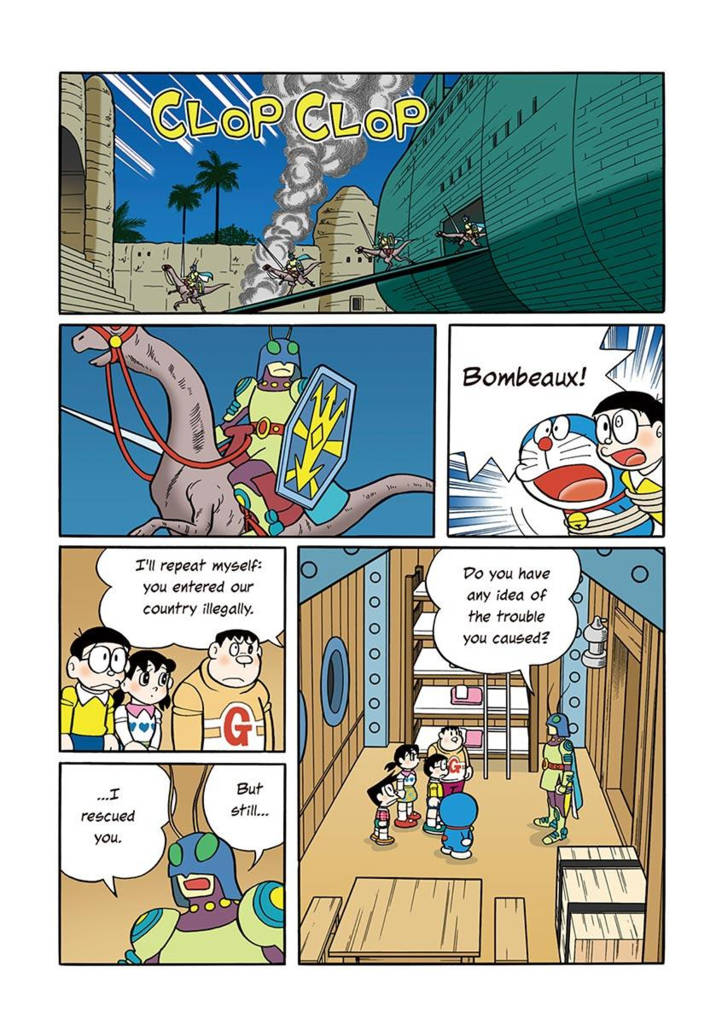 CLOP CLOP
Bombeaux!
I'll repeat myself:
you entered our
country illegally.
G
Do you have
any idea of
the trouble
you caused?
G
But
still...
...I
rescued
you.